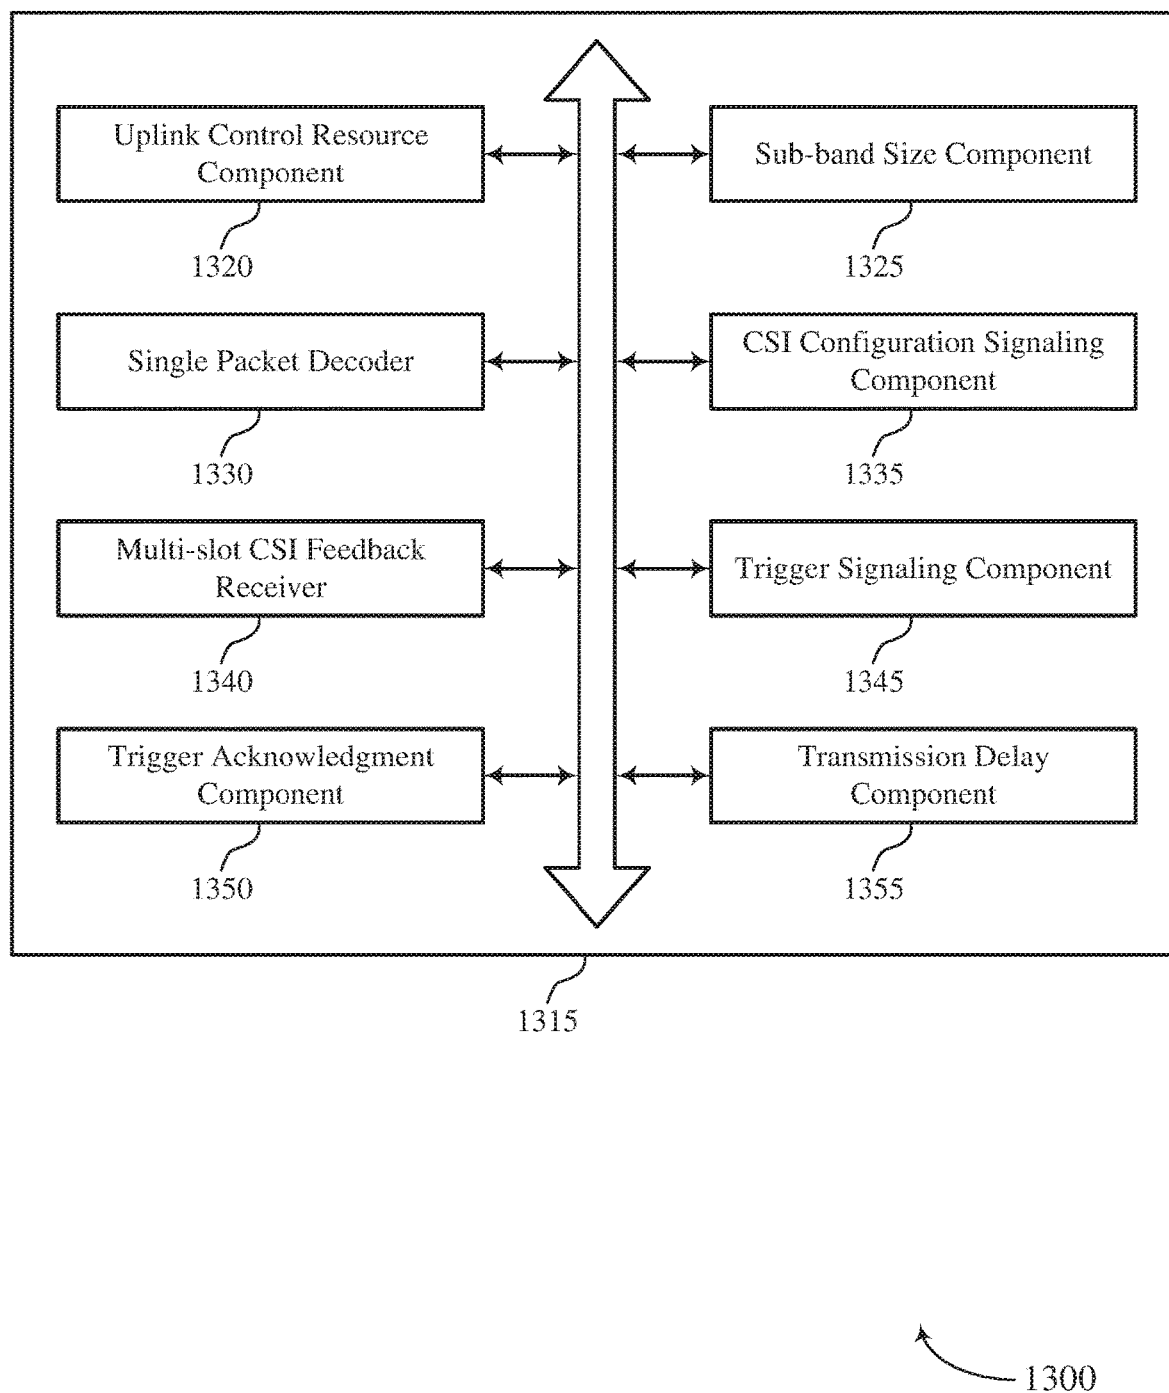 Uplink Control Resource
Component
1320
Sub-band Size Component
1325
Single Packet Decoder
1330
CSI Configuration Signaling
Component
1335
Multi-slot CSI Feedback
Receiver
1340
Trigger Signaling Component
1345
Trigger Acknowledgment
Component
1350
Transmission Delay
Component
1355
1315
1300